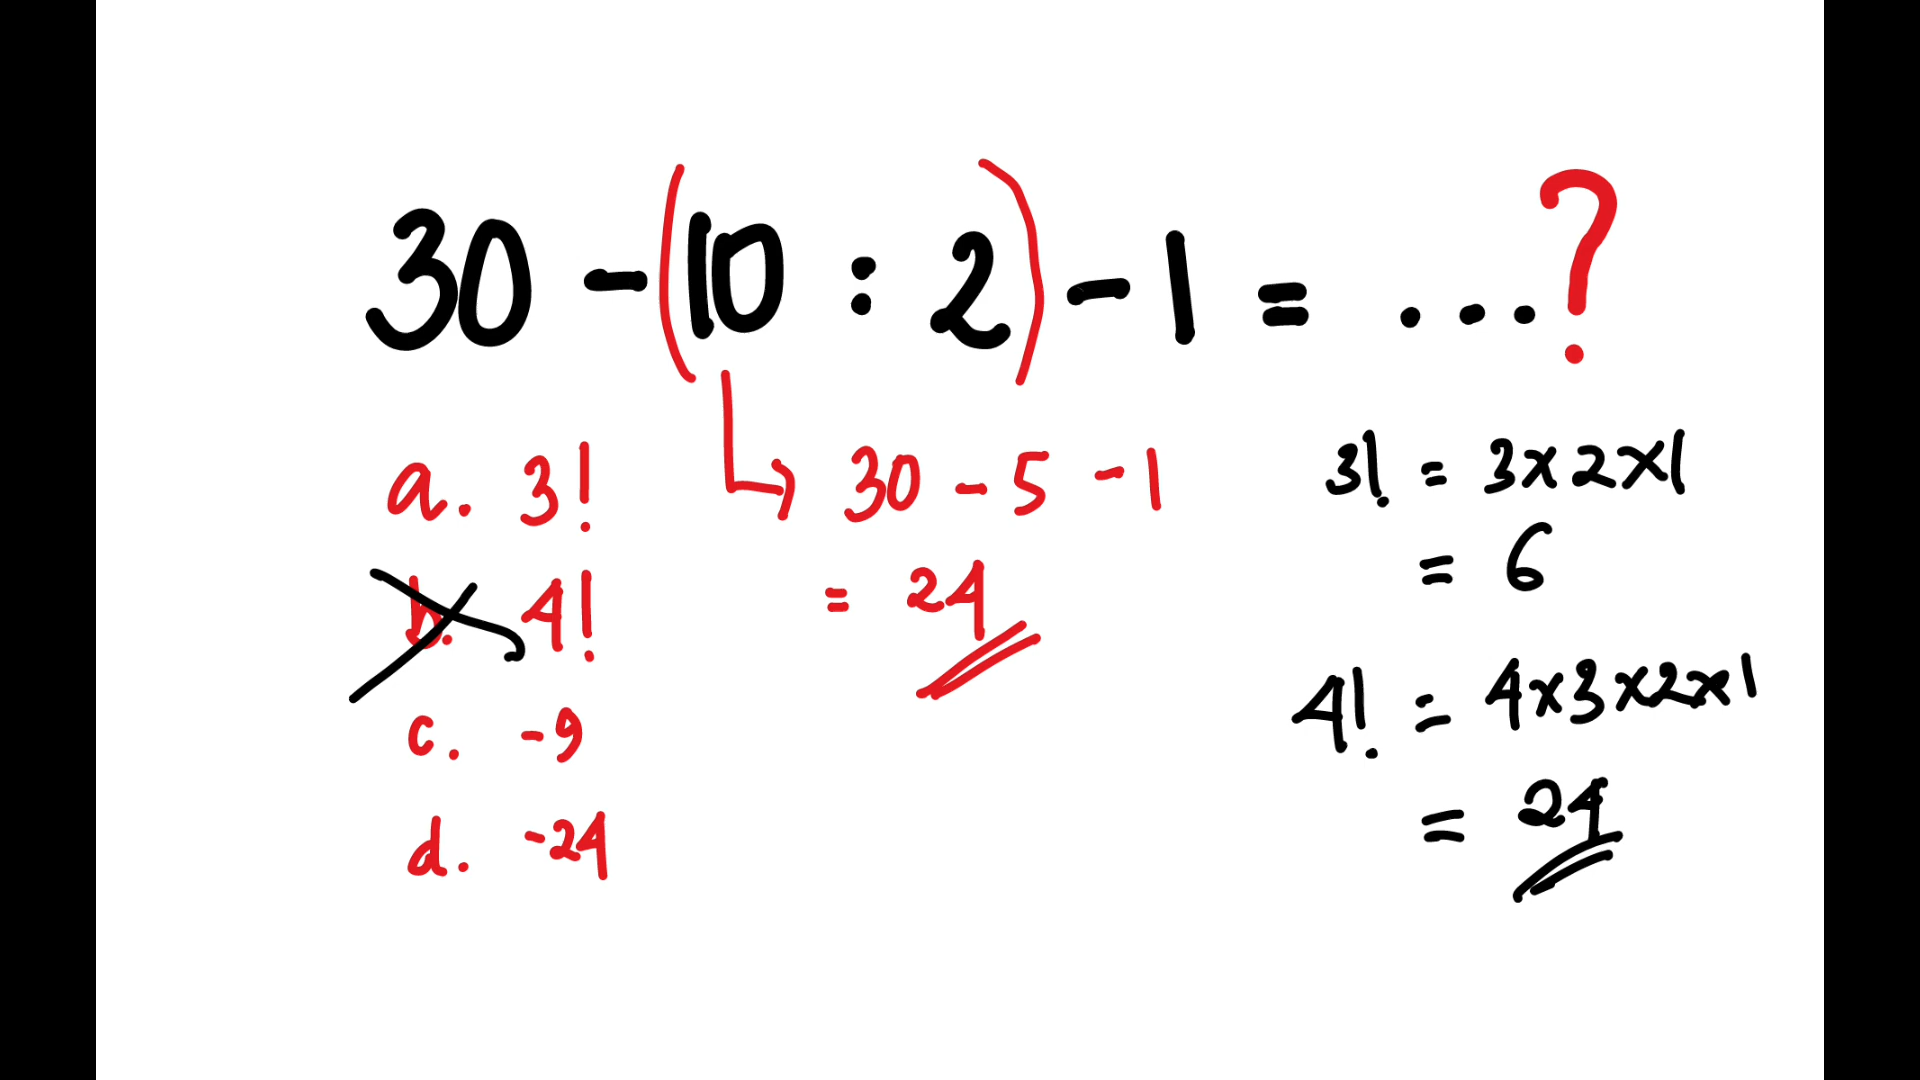 30 - (10 : 2) - 1 = ...?
a. 3!
b. 4!
c. -9
d. -24
30 - 5 - 1
= 24
3! = 3x2x1
= 6
4! = 4x3x2x1
= 24